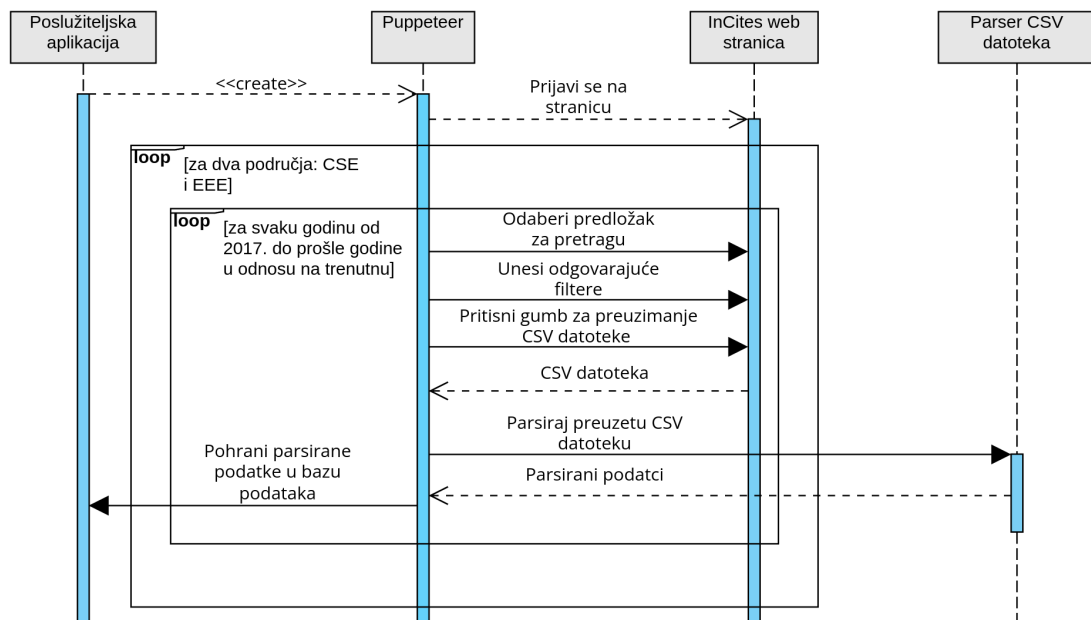 Poslužiteljska
aplikacija
Puppeteer
InCites web
stranica
Parser CSV
datoteka
<<create>>
Prijavi se na
stranicu
loop
[za dva područja: CSE
i EEE]
loop
[za svaku godinu od
2017. do prošle godine
u odnosu na trenutnu]
Odaberi predložak
za pretragu
Unesi odgovarajuće
filtere
Pritisni gumb za preuzimanje
CSV datoteke
CSV datoteka
Parsiraj preuzetu CSV
datoteku
Pohrani parsirane
podatke u bazu
podataka
Parsirani podatci